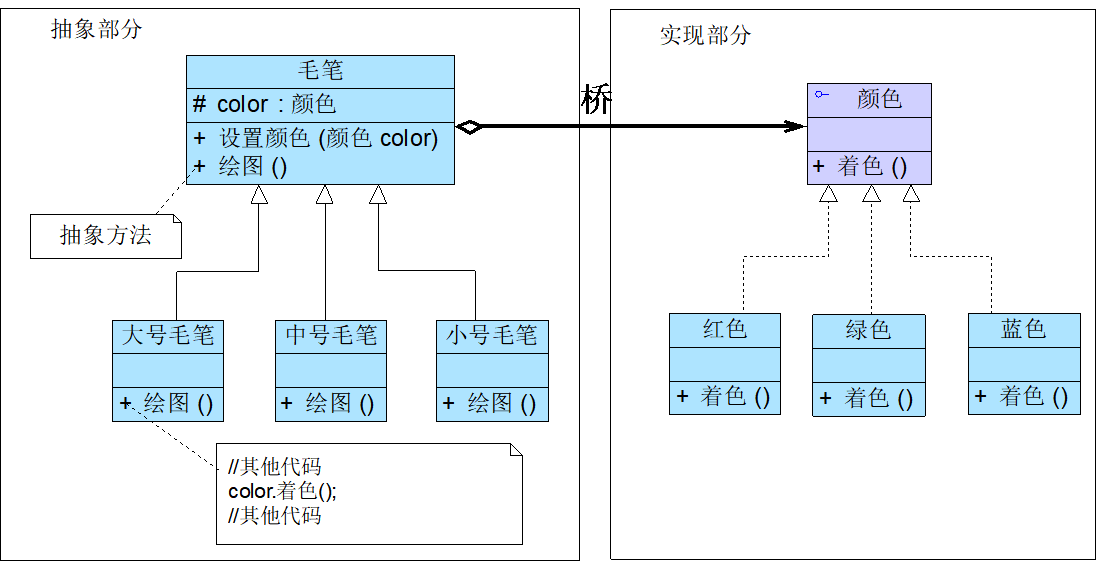 抽象部分
毛笔
# color : 颜色
+ 设置颜色 (颜色 color)
+ 绘图 ()
抽象方法
大号毛笔
+ 绘图 ()
中号毛笔
+ 绘图 ()
小号毛笔
+ 绘图 ()
//其他代码
color.着色();
//其他代码
桥
实现部分
颜色
+ 着色 ()
红色
+ 着色 ()
绿色
+ 着色 ()
蓝色
+ 着色 ()